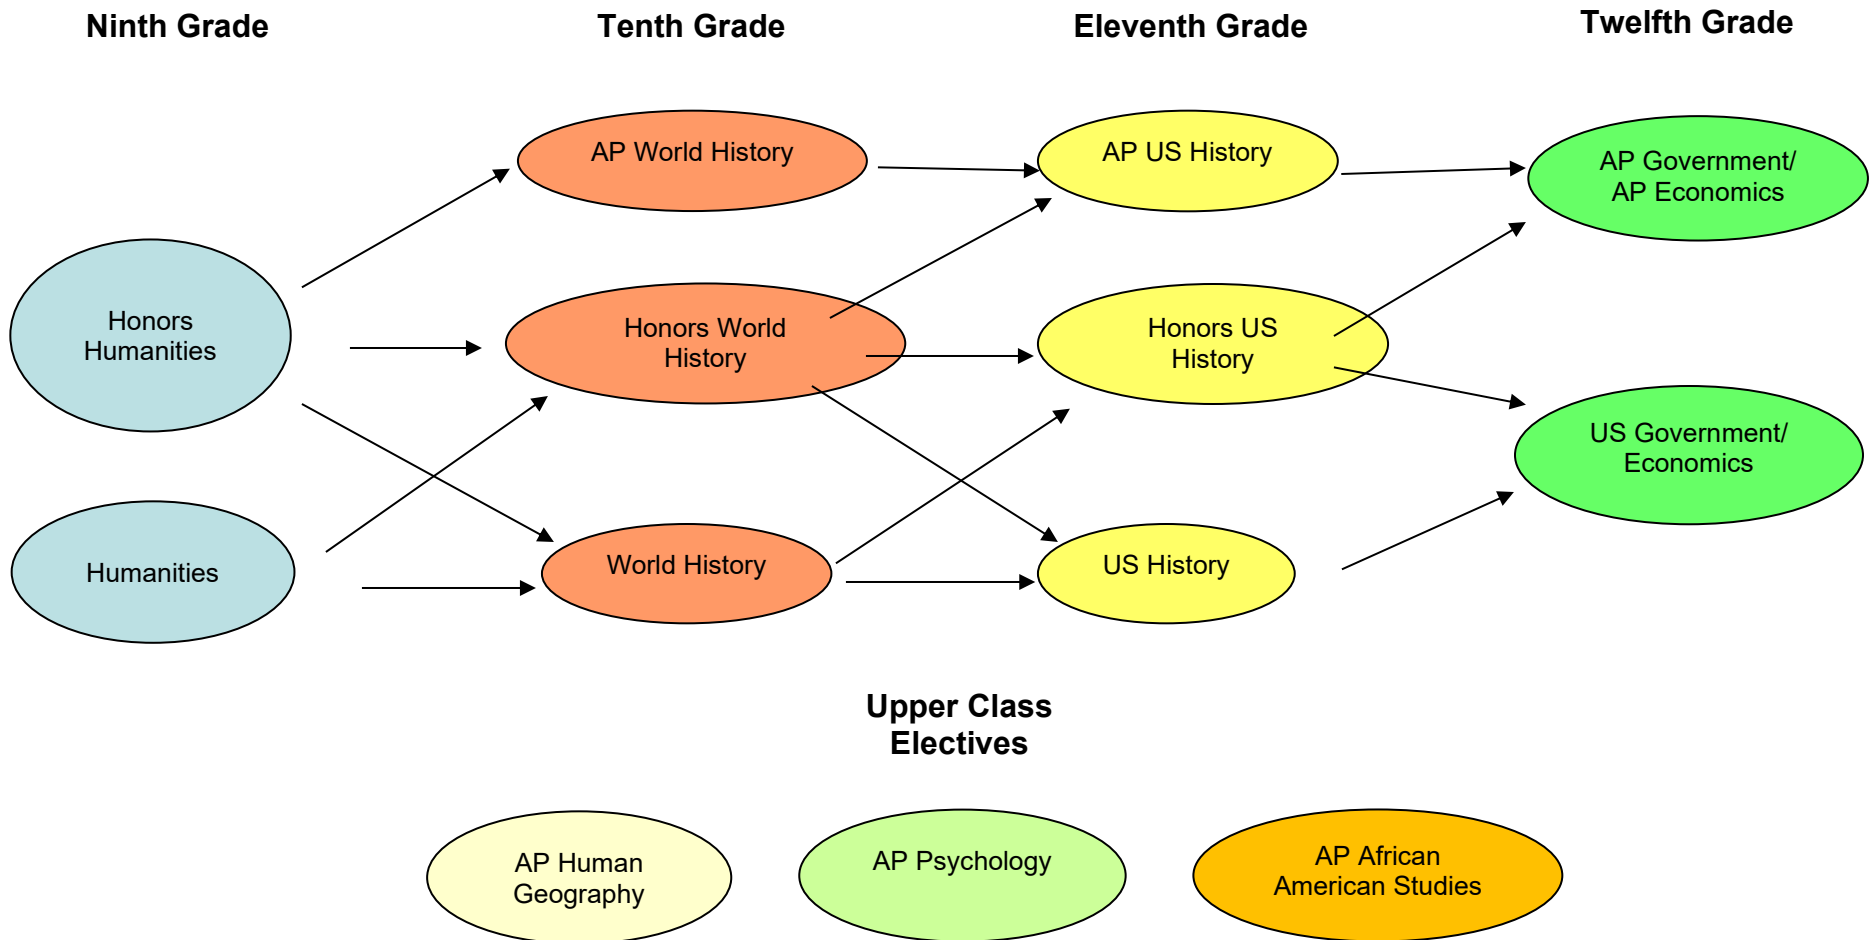 Ninth Grade
Tenth Grade
Eleventh Grade
Twelfth Grade
AP World History
AP US History
AP Government/
AP Economics
Honors
Humanities
Honors World
History
Honors US
History
US Government/
Economics
Humanities
World History
US History
Upper Class
Electives
AP Human
Geography
AP Psychology
AP African
American Studies